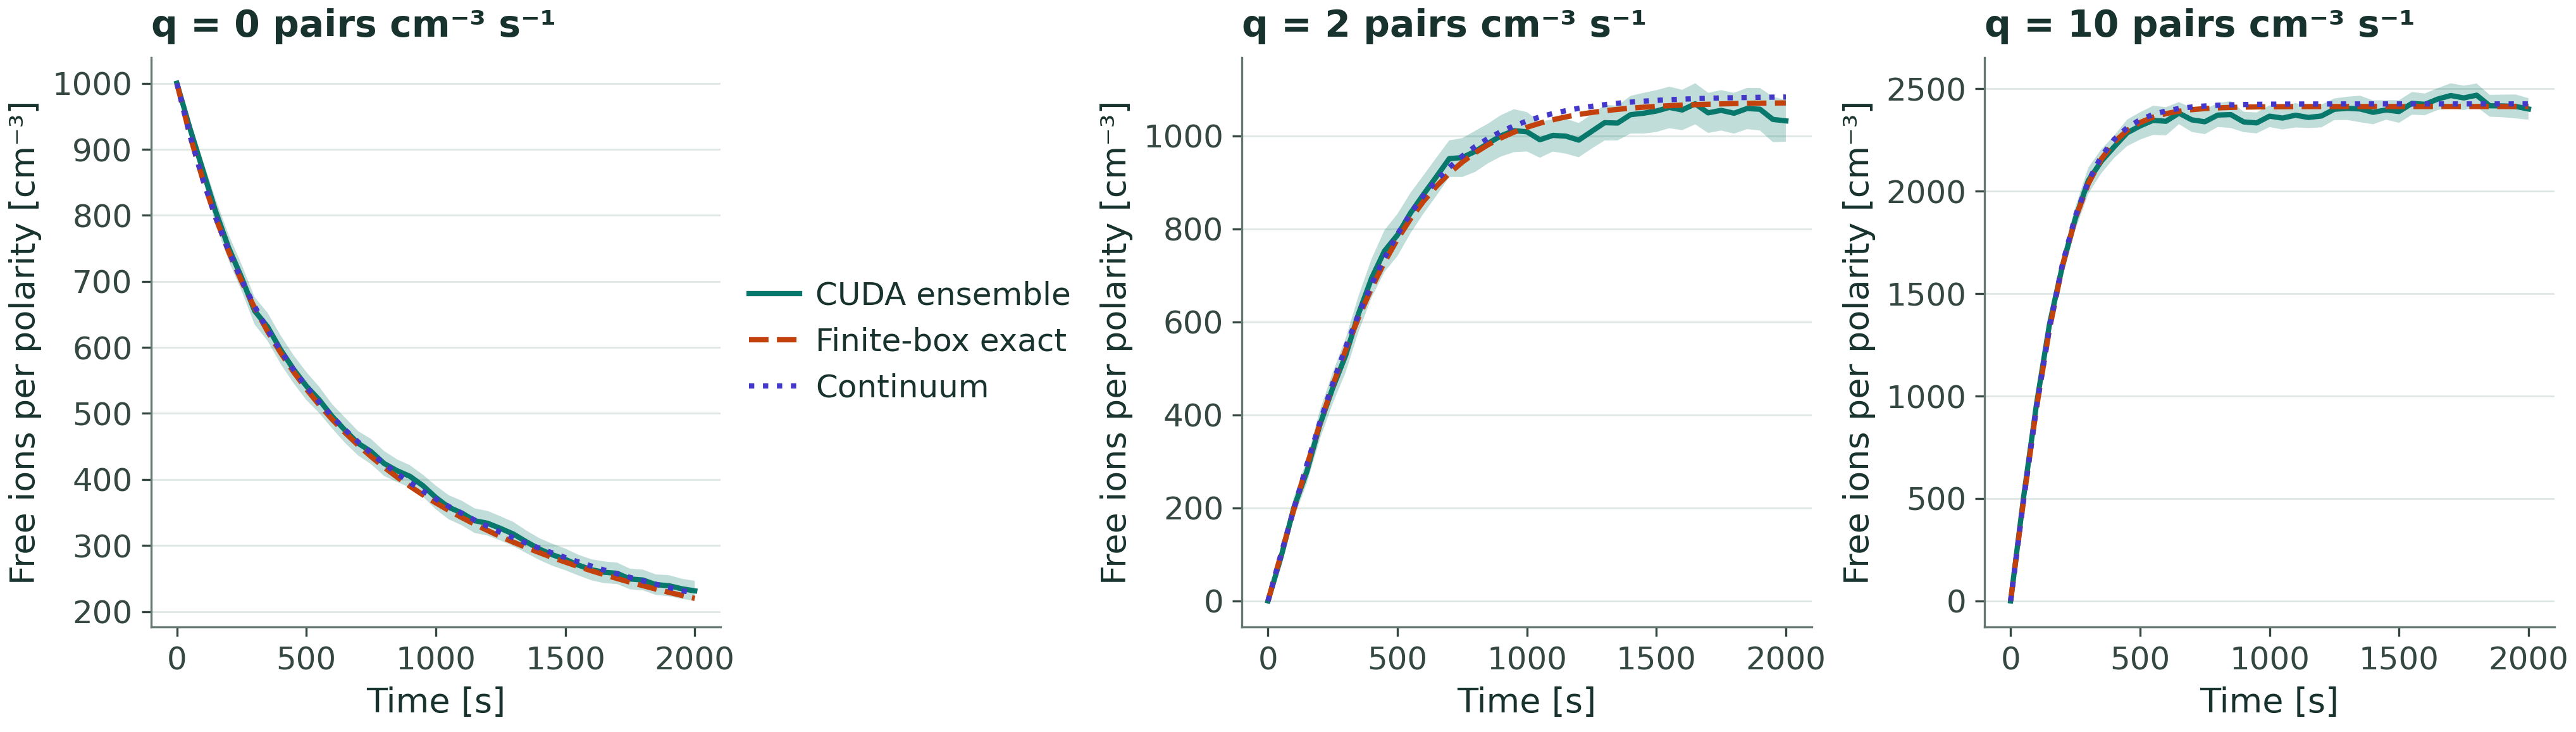 q = 0 pairs cm⁻³ s⁻¹
Free ions per polarity [cm⁻³]
1000
900
800
700
600
500
400
300
200
0 500 1000 1500 2000
Time [s]
CUDA ensemble
Finite-box exact
Continuum
q = 2 pairs cm⁻³ s⁻¹
Free ions per polarity [cm⁻³]
1000
800
600
400
200
0
0 500 1000 1500 2000
Time [s]
q = 10 pairs cm⁻³ s⁻¹
Free ions per polarity [cm⁻³]
2500
2000
1500
1000
500
0
0 500 1000 1500 2000
Time [s]